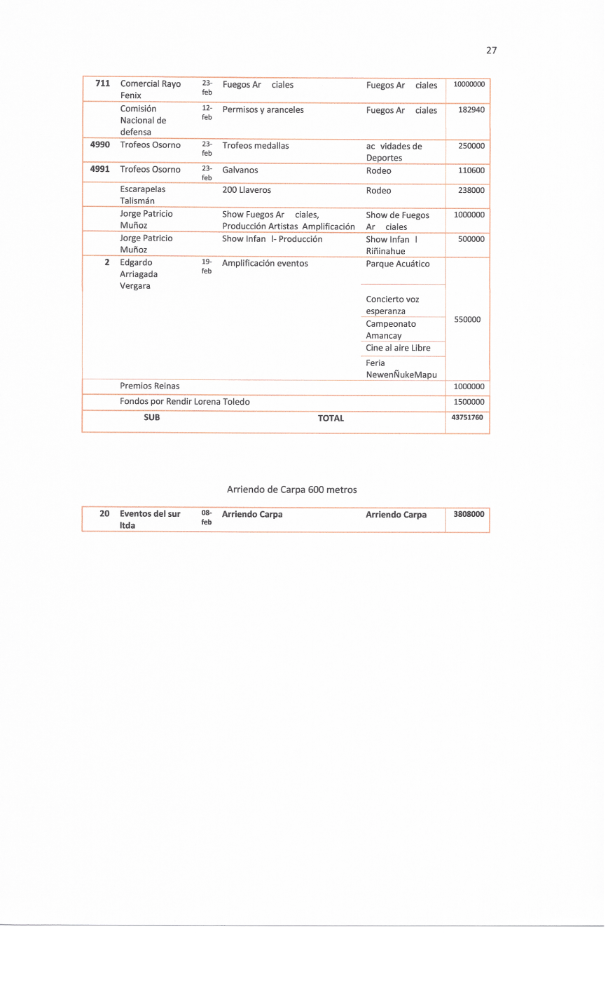 27
711 Comercial Rayo 23- Fuegos Ar ciales Fuegos Ar ciales 10000000
Fenix feb
Comisión 12- Permisos y aranceles Fuegos Ar ciales 182940
Nacional de feb
defensa
4990 Trofeos Osorno 23- Trofeos medallas ac vidades de 250000
feb Deportes
4991 Trofeos Osorno 23- Galvanos Rodeo 110600
feb
Escarapelas 200 Llaveros Rodeo 238000
Talismán
Jorge Patricio Show Fuegos Ar ciales, Show de Fuegos 1000000
Muñoz Producción Artistas Amplificación Ar ciales
Jorge Patricio Show Infan l- Producción Show Infan l 500000
Muñoz Riñinahue
2 Edgardo 19- Amplificación eventos Parque Acuático
Arriagada feb
Vergara
Concierto voz
esperanza
550000
Campeonato
Amancay
Cine al aire Libre
Feria
NewenÑukeMapu
Premios Reinas 1000000
Fondos por Rendir Lorena Toledo 1500000
SUB TOTAL 43751760
Arriendo de Carpa 600 metros
20 Eventos del sur 08- Arriendo Carpa Arriendo Carpa 3808000
ltda feb